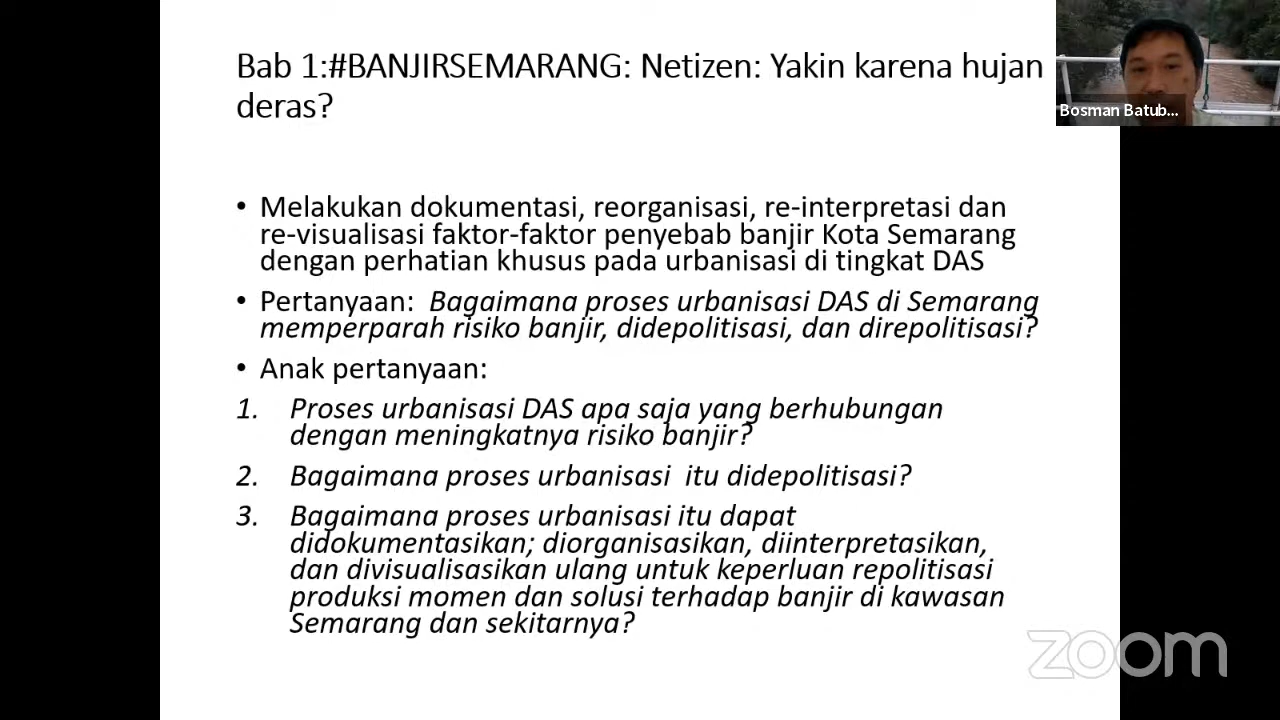 Bab 1:#BANJIRSEMARANG: Netizen: Yakin karena hujan
deras?
Bosman Batub...
• Melakukan dokumentasi, reorganisasi, re-interpretasi dan
re-visualisasi faktor-faktor penyebab banjir Kota Semarang
dengan perhatian khusus pada urbanisasi di tingkat DAS
• Pertanyaan: Bagaimana proses urbanisasi DAS di Semarang
memperparah risiko banjir, didepolitisasi, dan direpolitisasi?
• Anak pertanyaan:
1. Proses urbanisasi DAS apa saja yang berhubungan
dengan meningkatnya risiko banjir?
2. Bagaimana proses urbanisasi itu didepolitisasi?
3. Bagaimana proses urbanisasi itu dapat
didokumentasikan; diorganisasikan, diinterpretasikan,
dan divisualisasikan ulang untuk keperluan repolitisasi
produksi momen dan solusi terhadap banjir di kawasan
Semarang dan sekitarnya?
zoom